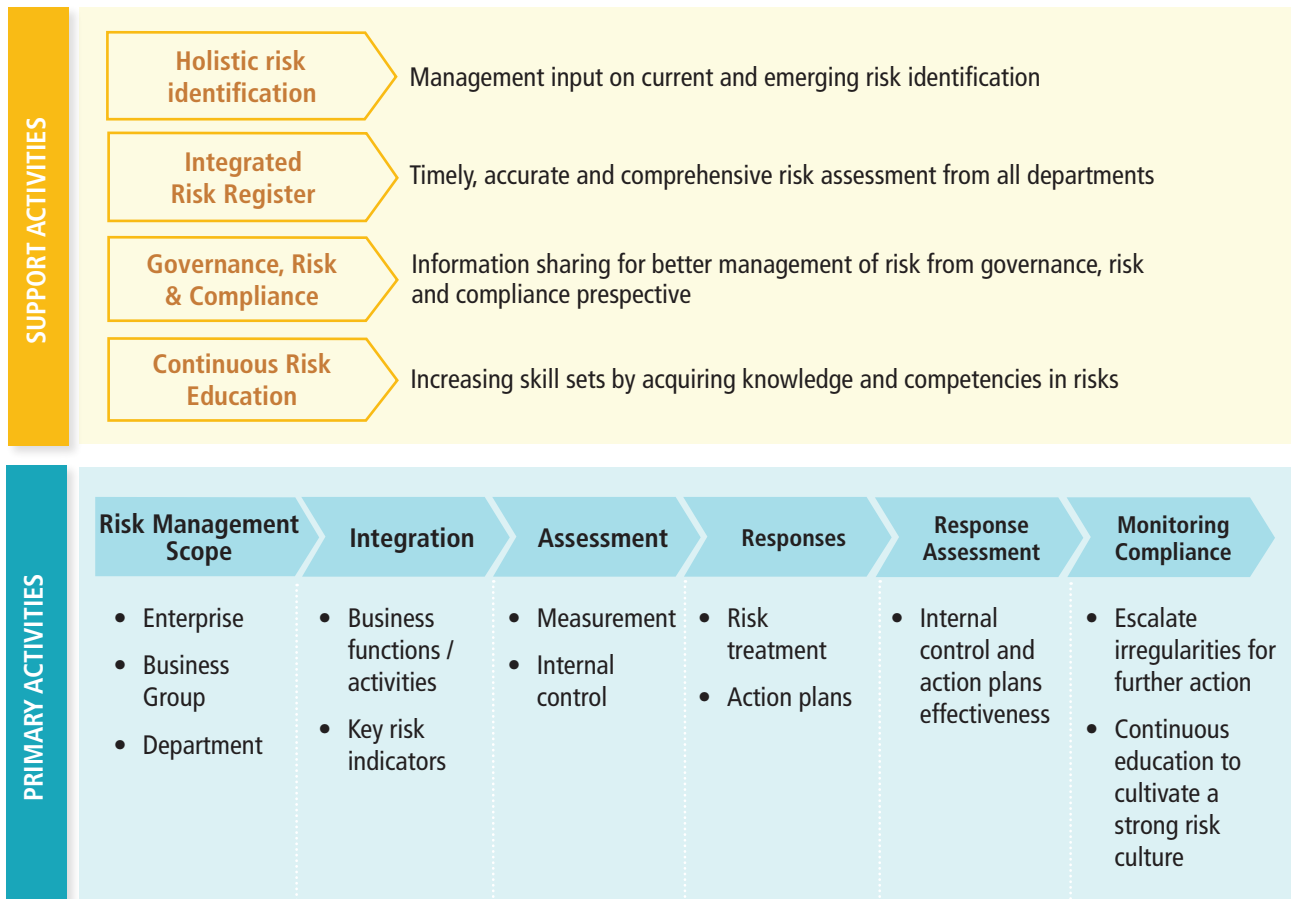 SUPPORT ACTIVITIES
Holistic risk
identification
Management input on current and emerging risk identification
Integrated
Risk Register
Timely, accurate and comprehensive risk assessment from all departments
Governance, Risk
& Compliance
Information sharing for better management of risk from governance, risk
and compliance prespective
Continuous Risk
Education
Increasing skill sets by acquiring knowledge and competencies in risks
PRIMARY ACTIVITIES
Risk Management
Scope
• Enterprise
• Business
Group
• Department
Integration
• Business
functions /
activities
• Key risk
indicators
Assessment
• Measurement
• Internal
control
Responses
• Risk
treatment
• Action plans
Response
Assessment
• Internal
control and
action plans
effectiveness
Monitoring
Compliance
• Escalate
irregularities for
further action
• Continuous
education to
cultivate a
strong risk
culture